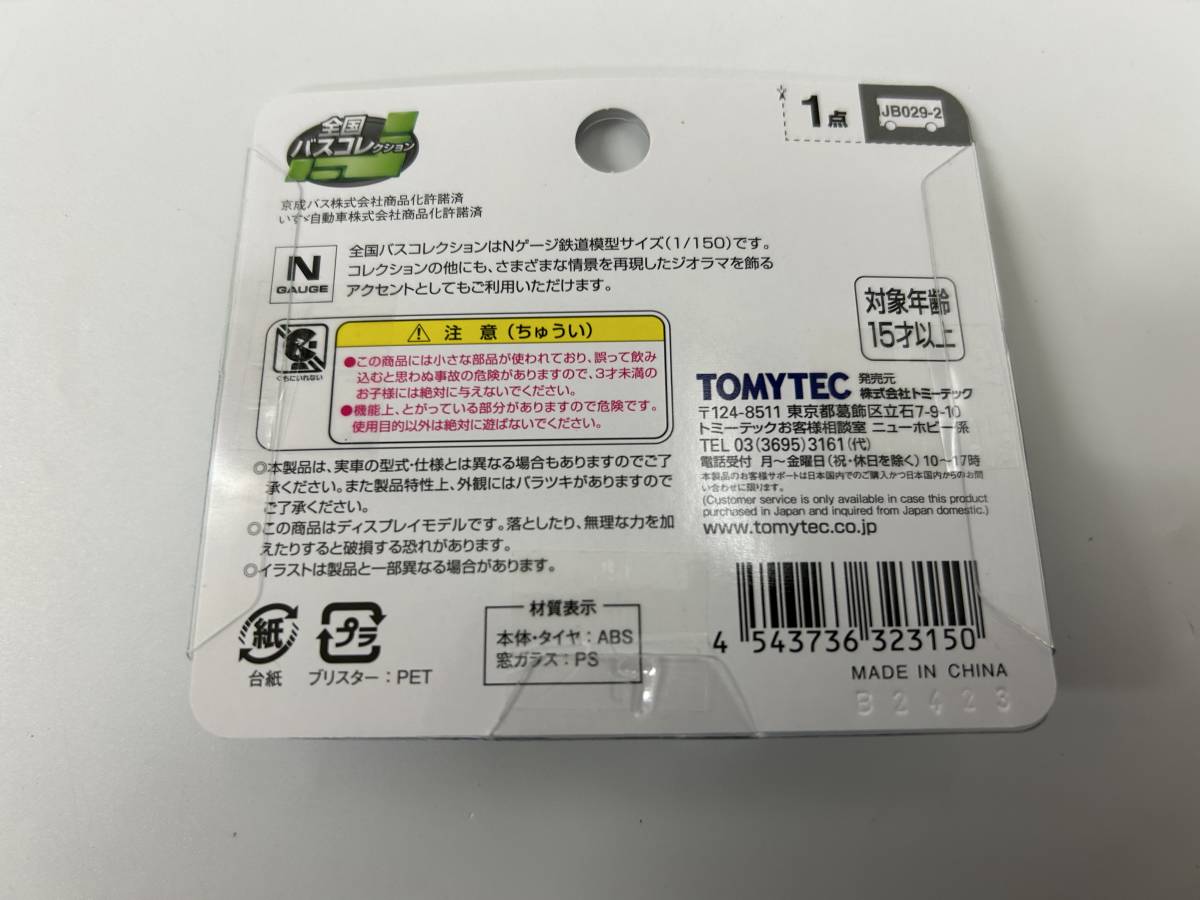 全国
バスコレクション
1点
JB029-2
京成バス株式会社商品化許諾済
いすゞ自動車株式会社商品化許諾済
N
GAUGE
全国バスコレクションはNゲージ鉄道模型サイズ(1/150)です。
コレクションの他にも、さまざまな情景を再現したジオラマを飾る
アクセントとしてもご利用いただけます。
対象年齢
15才以上
くちにいれない
⚠ 注意(ちゅうい)
●この商品には小さな部品が使われており、誤って飲み
込むと思わぬ事故の危険がありますので、3才未満の
お子様には絶対に与えないでください。
●機能上、とがっている部分がありますので危険です。
使用目的以外は絶対に遊ばないでください。
◎本製品は、実車の型式・仕様とは異なる場合もありますのでご了
承ください。また製品特性上、外観にはバラツキがありますので
ご了承ください。
◎この商品はディスプレイモデルです。落としたり、無理な力を加
えたりすると破損する恐れがあります。
◎イラストは製品と一部異なる場合があります。
TOMYTEC 発売元
株式会社トミーテック
〒124-8511 東京都葛飾区立石7-9-10
トミーテックお客様相談室 ニューホビー係
TEL 03(3695)3161(代)
電話受付 月〜金曜日(祝・休日を除く)10〜17時
本製品のお客様サポートは日本国内でのご購入かつ日本国内からのお問
い合わせに限ります。
(Customer service is only available in case this product
purchased in Japan and inquired from Japan domestic.)
www.tomytec.co.jp
紙
台紙
プラ
ブリスター:PET
材質表示
本体・タイヤ:ABS
窓ガラス:PS
4 543736 323150
MADE IN CHINA
B2423